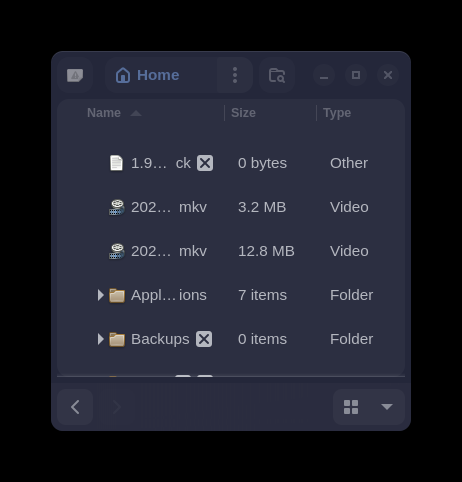 Home
Name Size Type
1.9… ck 0 bytes Other
202… mkv 3.2 MB Video
202… mkv 12.8 MB Video
Appl…ions 7 items Folder
Backups 0 items Folder